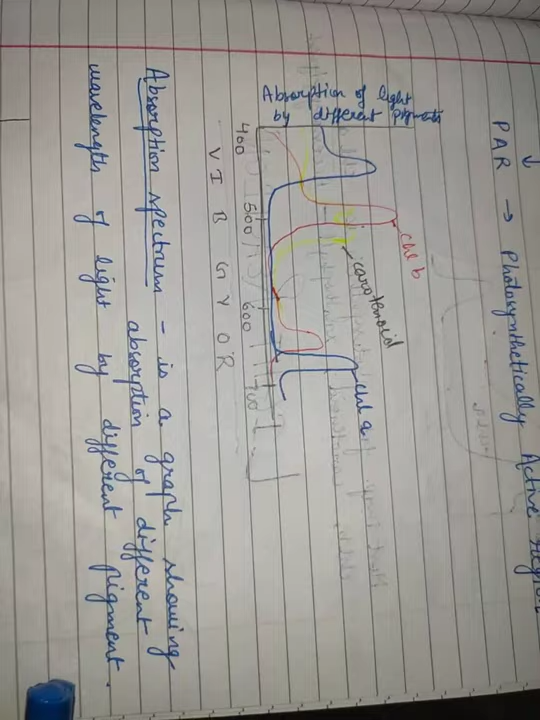 PAR → Photosynthetically Active Region
Absorption of light
by different pigments
chl b
carotenoid
chl a
400 500 600 700
V I B G Y O R
Absorption spectrum - is a graph showing
absorption of different
wavelength of light by different pigment.